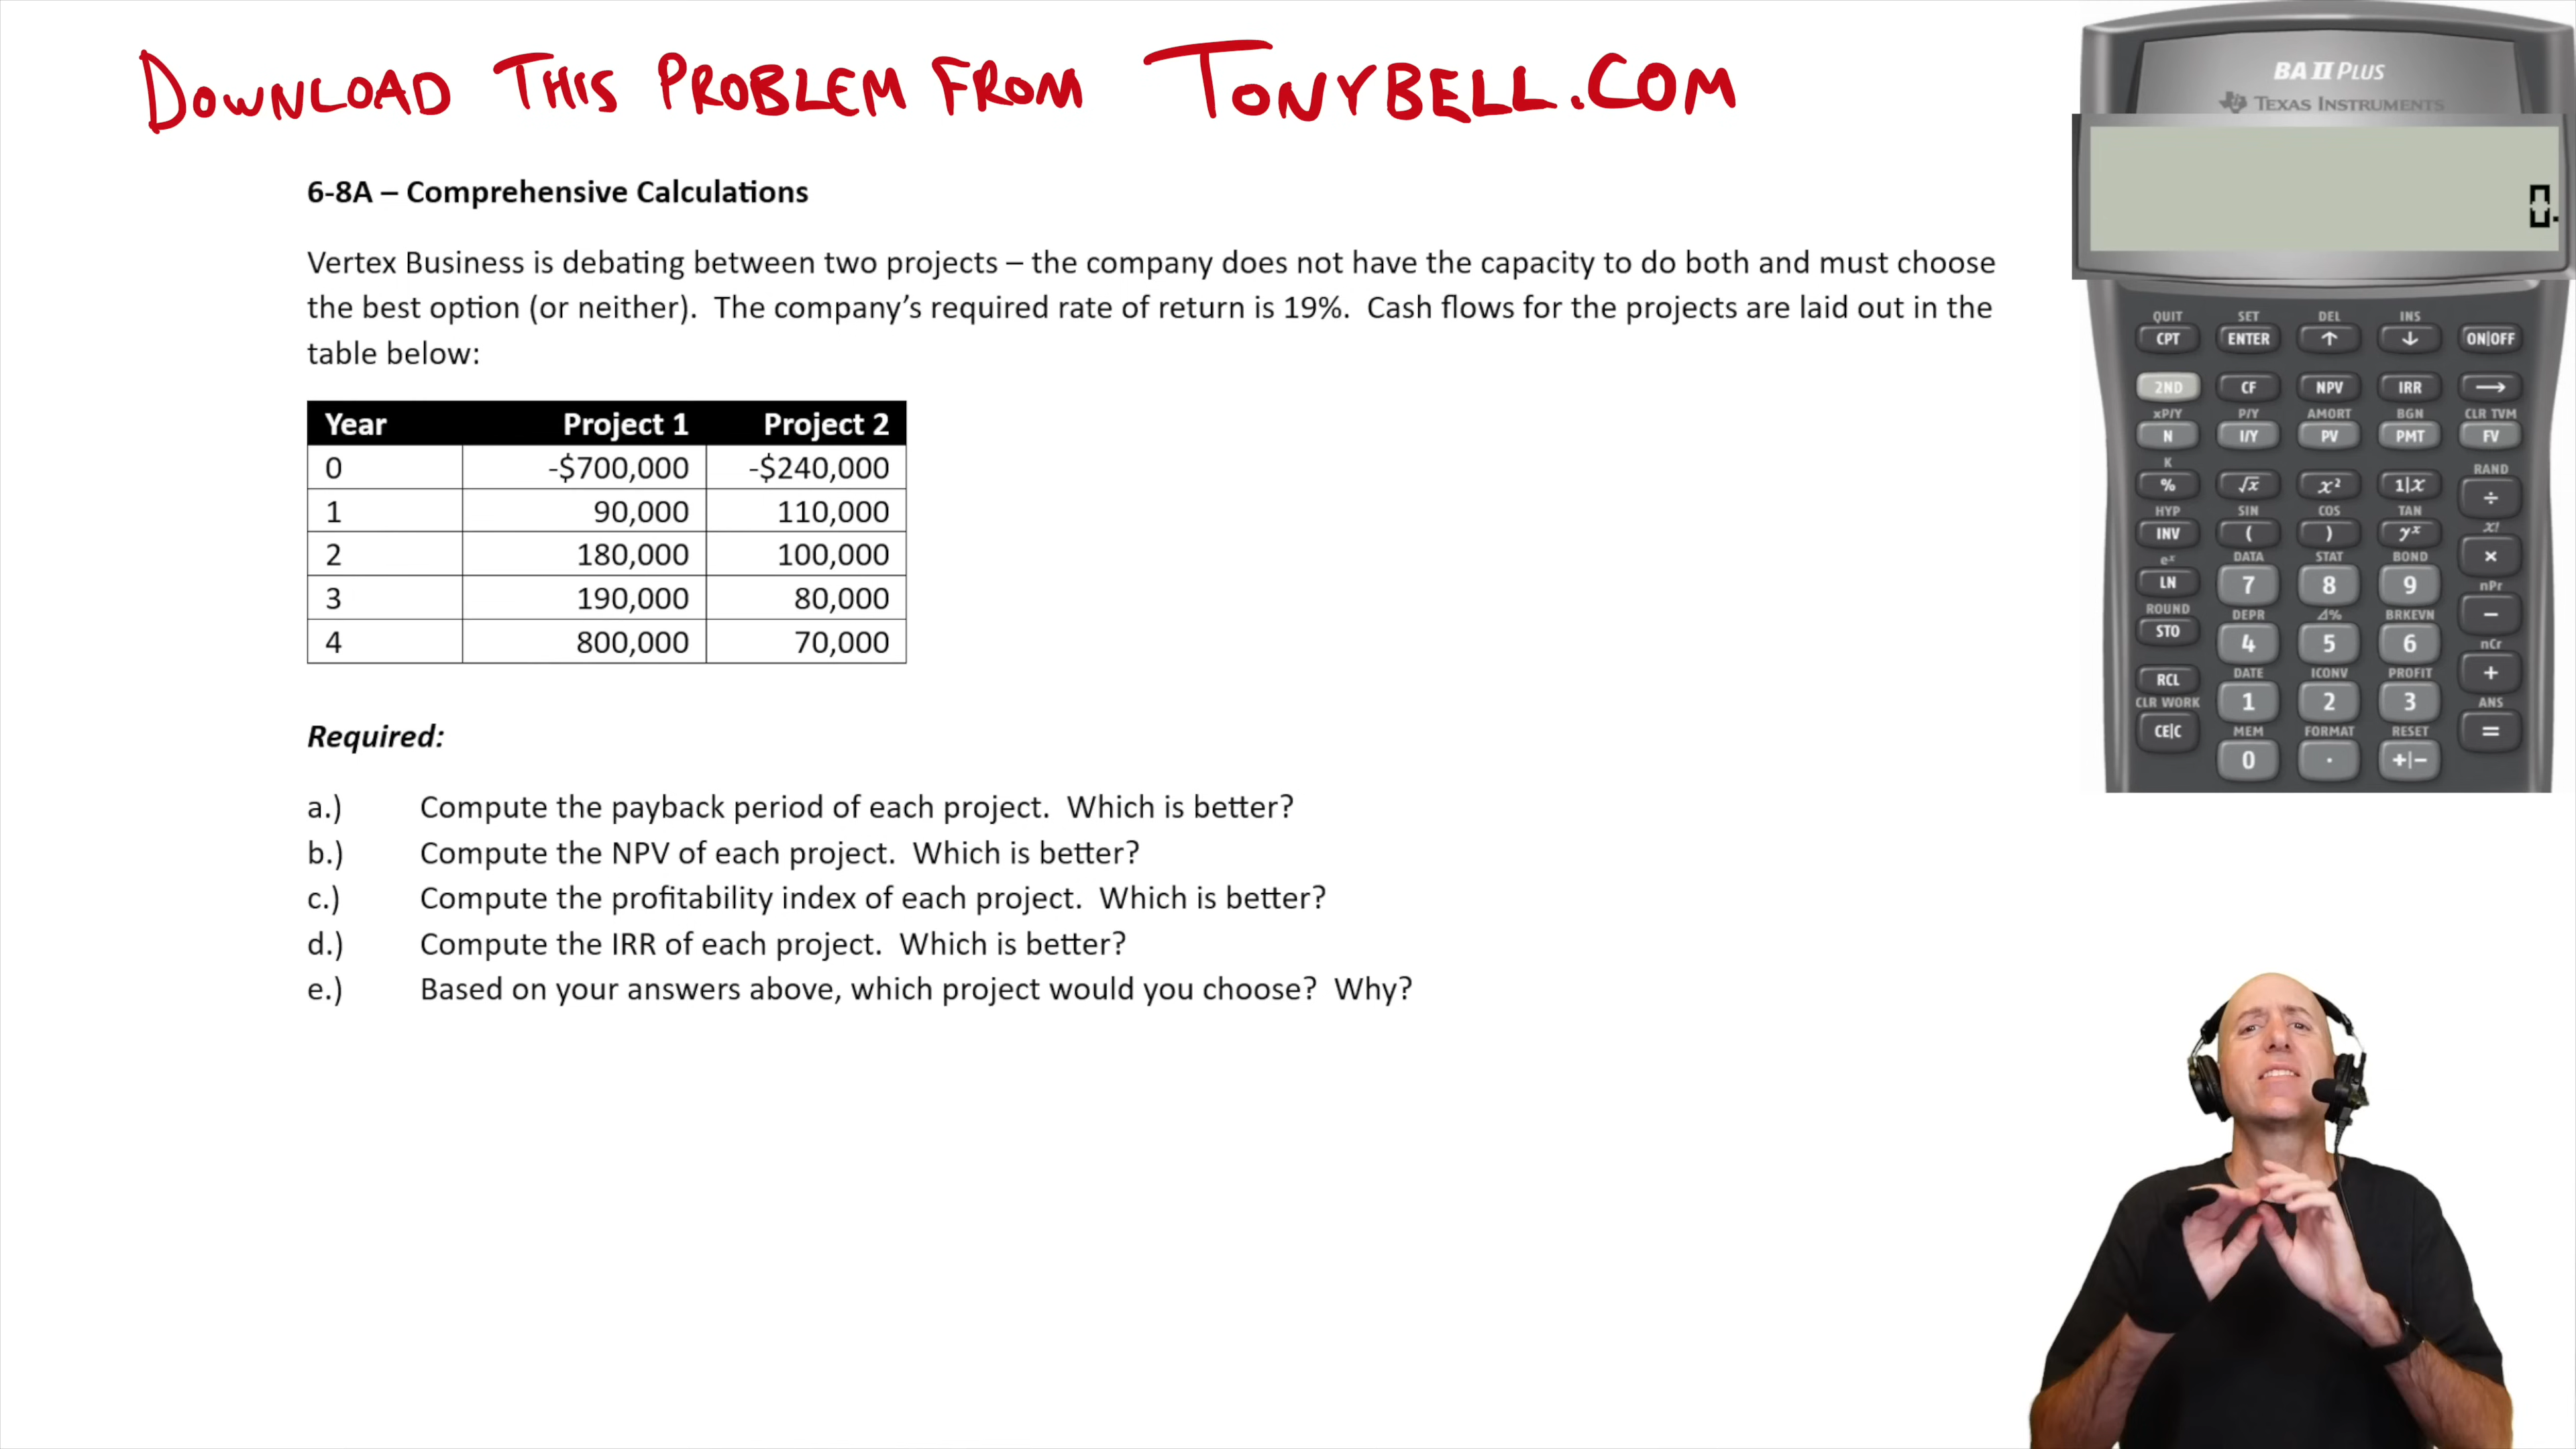 DOWNLOAD THIS PROBLEM FROM TONYBELL.COM
6-8A – Comprehensive Calculations
Vertex Business is debating between two projects – the company does not have the capacity to do both and must choose
the best option (or neither). The company's required rate of return is 19%. Cash flows for the projects are laid out in the
table below:
Year Project 1 Project 2
0 -$700,000 -$240,000
1 90,000 110,000
2 180,000 100,000
3 190,000 80,000
4 800,000 70,000
Required:
a.) Compute the payback period of each project. Which is better?
b.) Compute the NPV of each project. Which is better?
c.) Compute the profitability index of each project. Which is better?
d.) Compute the IRR of each project. Which is better?
e.) Based on your answers above, which project would you choose? Why?
BA II PLUS
TEXAS INSTRUMENTS
0.
QUIT SET DEL INS
CPT ENTER ↑ ↓ ON|OFF
2ND CF NPV IRR →
xP/Y P/Y AMORT BGN CLR TVM
N I/Y PV PMT FV
K RAND
% √x x² 1|x ÷
HYP SIN COS TAN x!
INV ( ) yˣ ×
eˣ DATA STAT BOND nPr
LN 7 8 9 −
ROUND DEPR Δ% BRKEVN nCr
STO 4 5 6 +
DATE ICONV PROFIT ANS
RCL 1 2 3 =
CLR WORK MEM FORMAT RESET
CE|C 0 . +|−